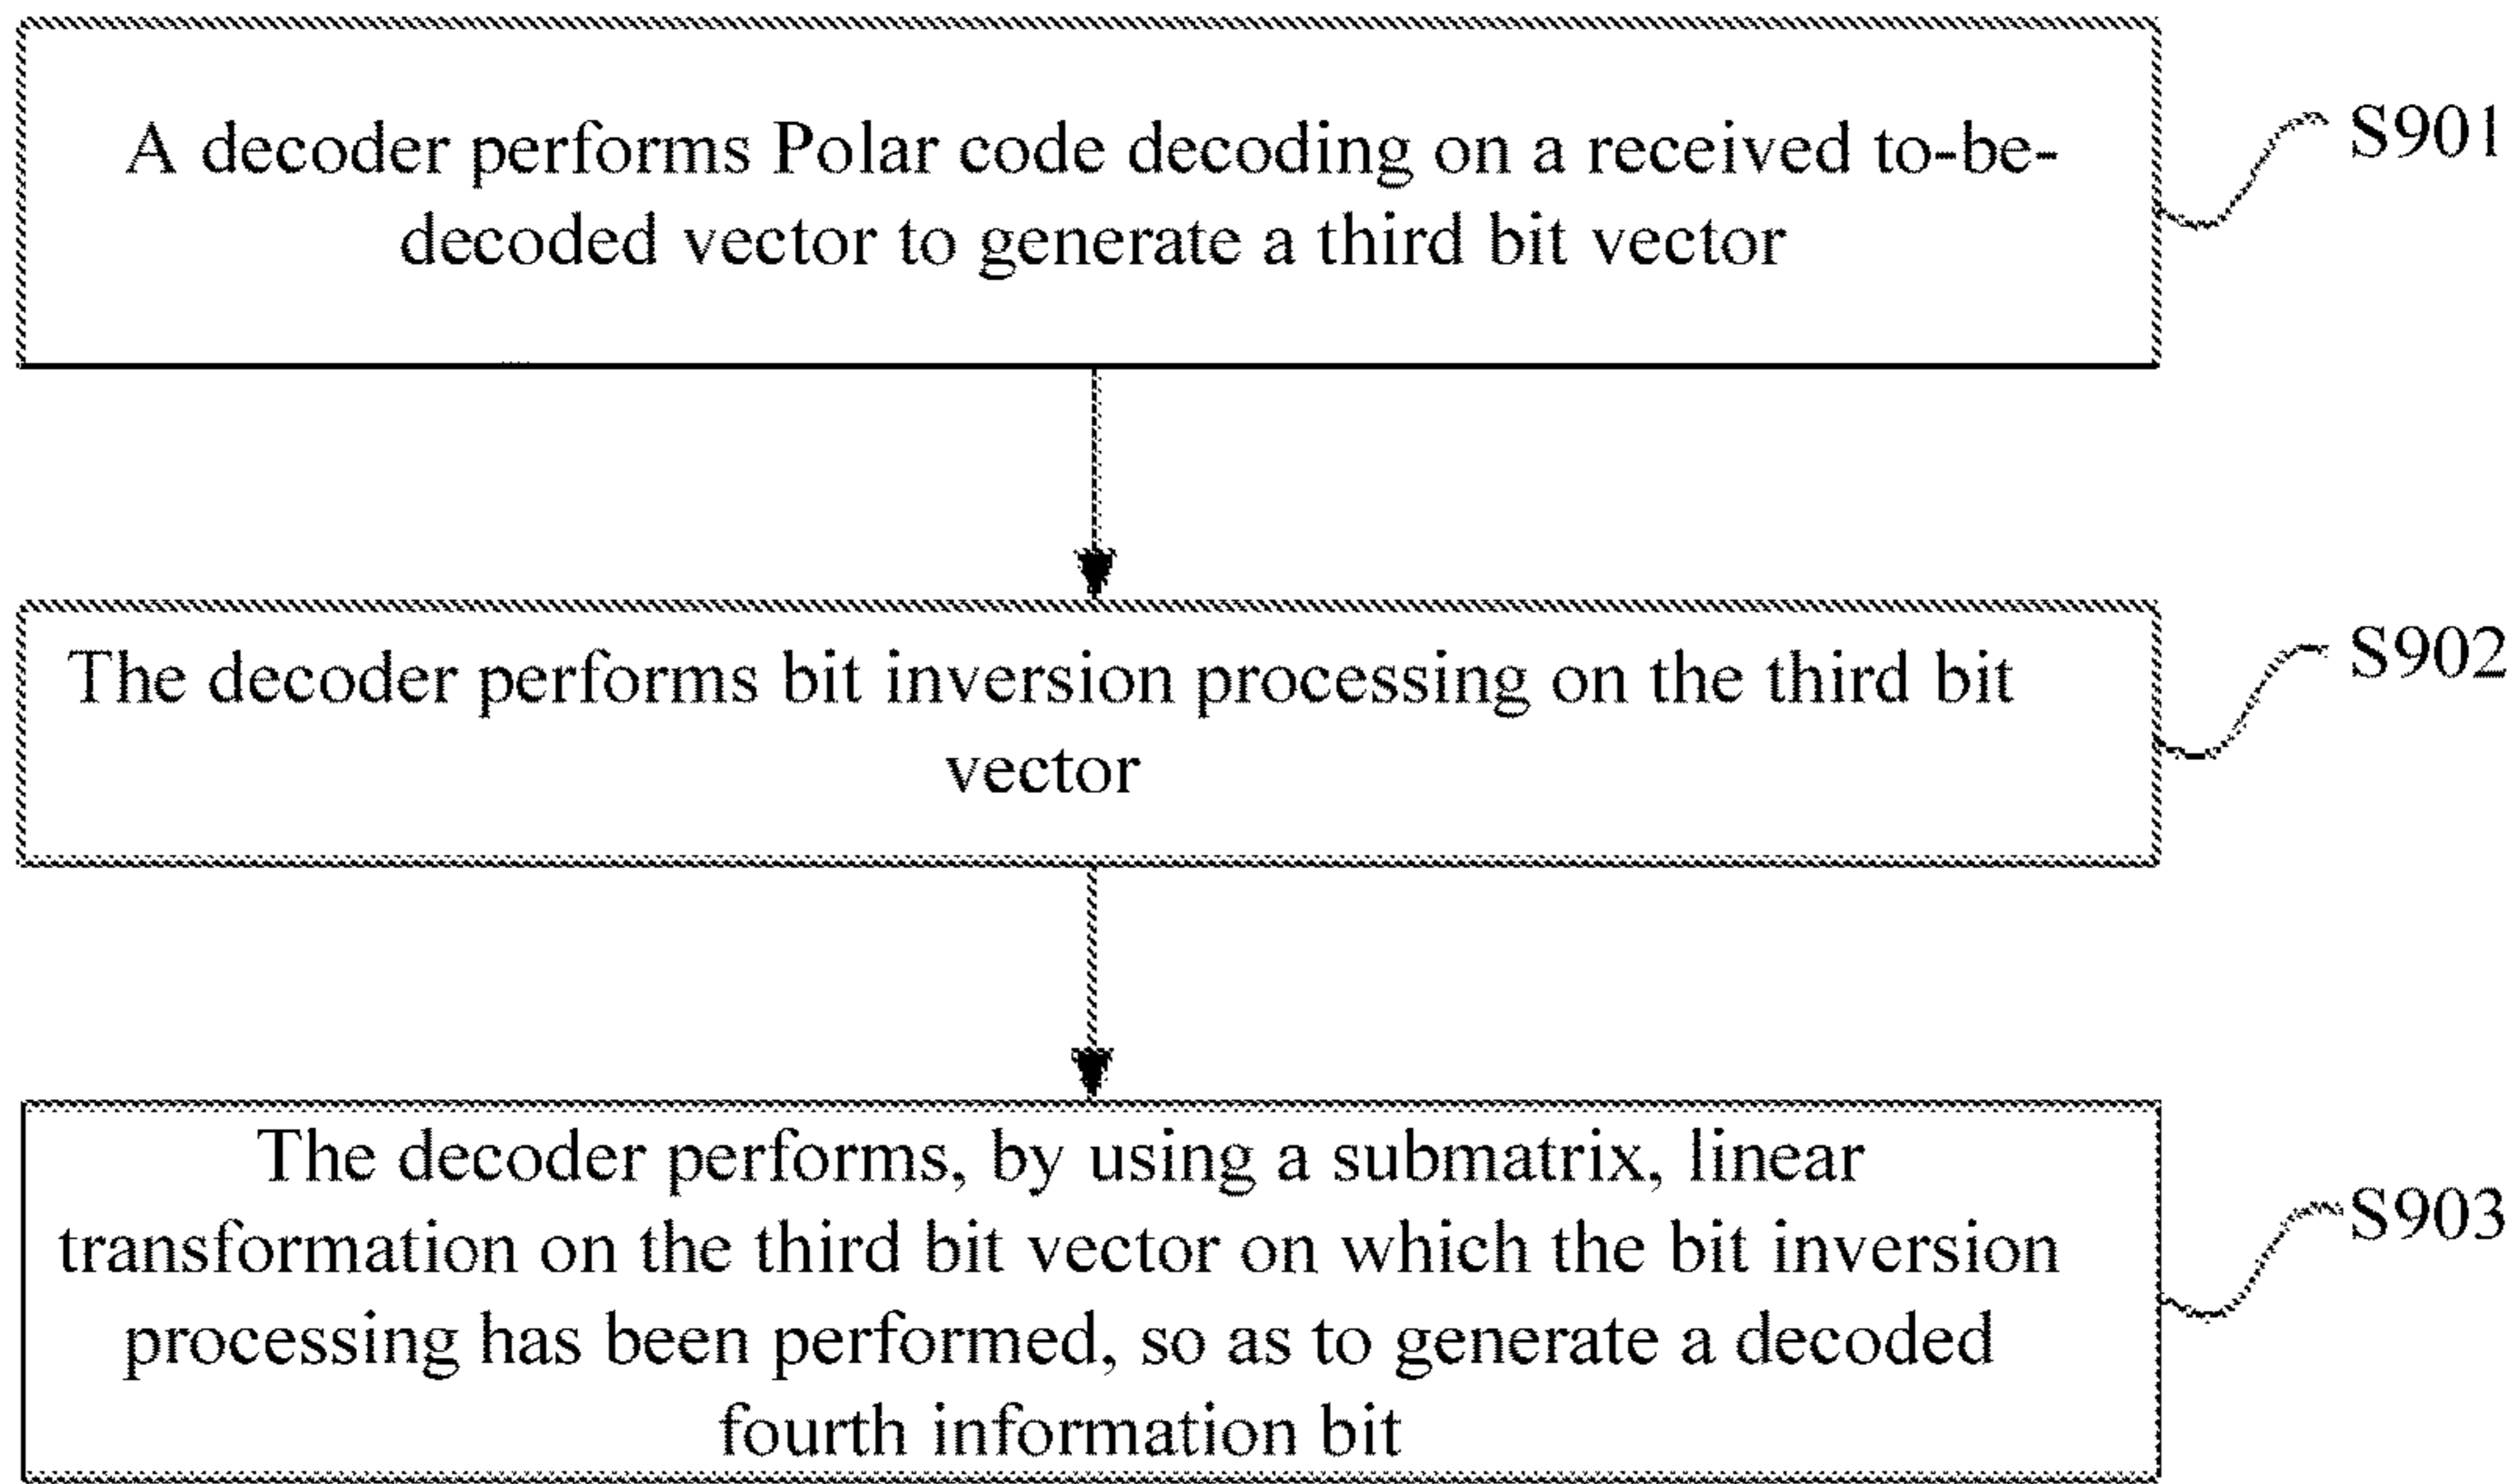 A decoder performs Polar code decoding on a received to-be-
decoded vector to generate a third bit vector
S901
The decoder performs bit inversion processing on the third bit
vector
S902
The decoder performs, by using a submatrix, linear
transformation on the third bit vector on which the bit inversion
processing has been performed, so as to generate a decoded
fourth information bit
S903